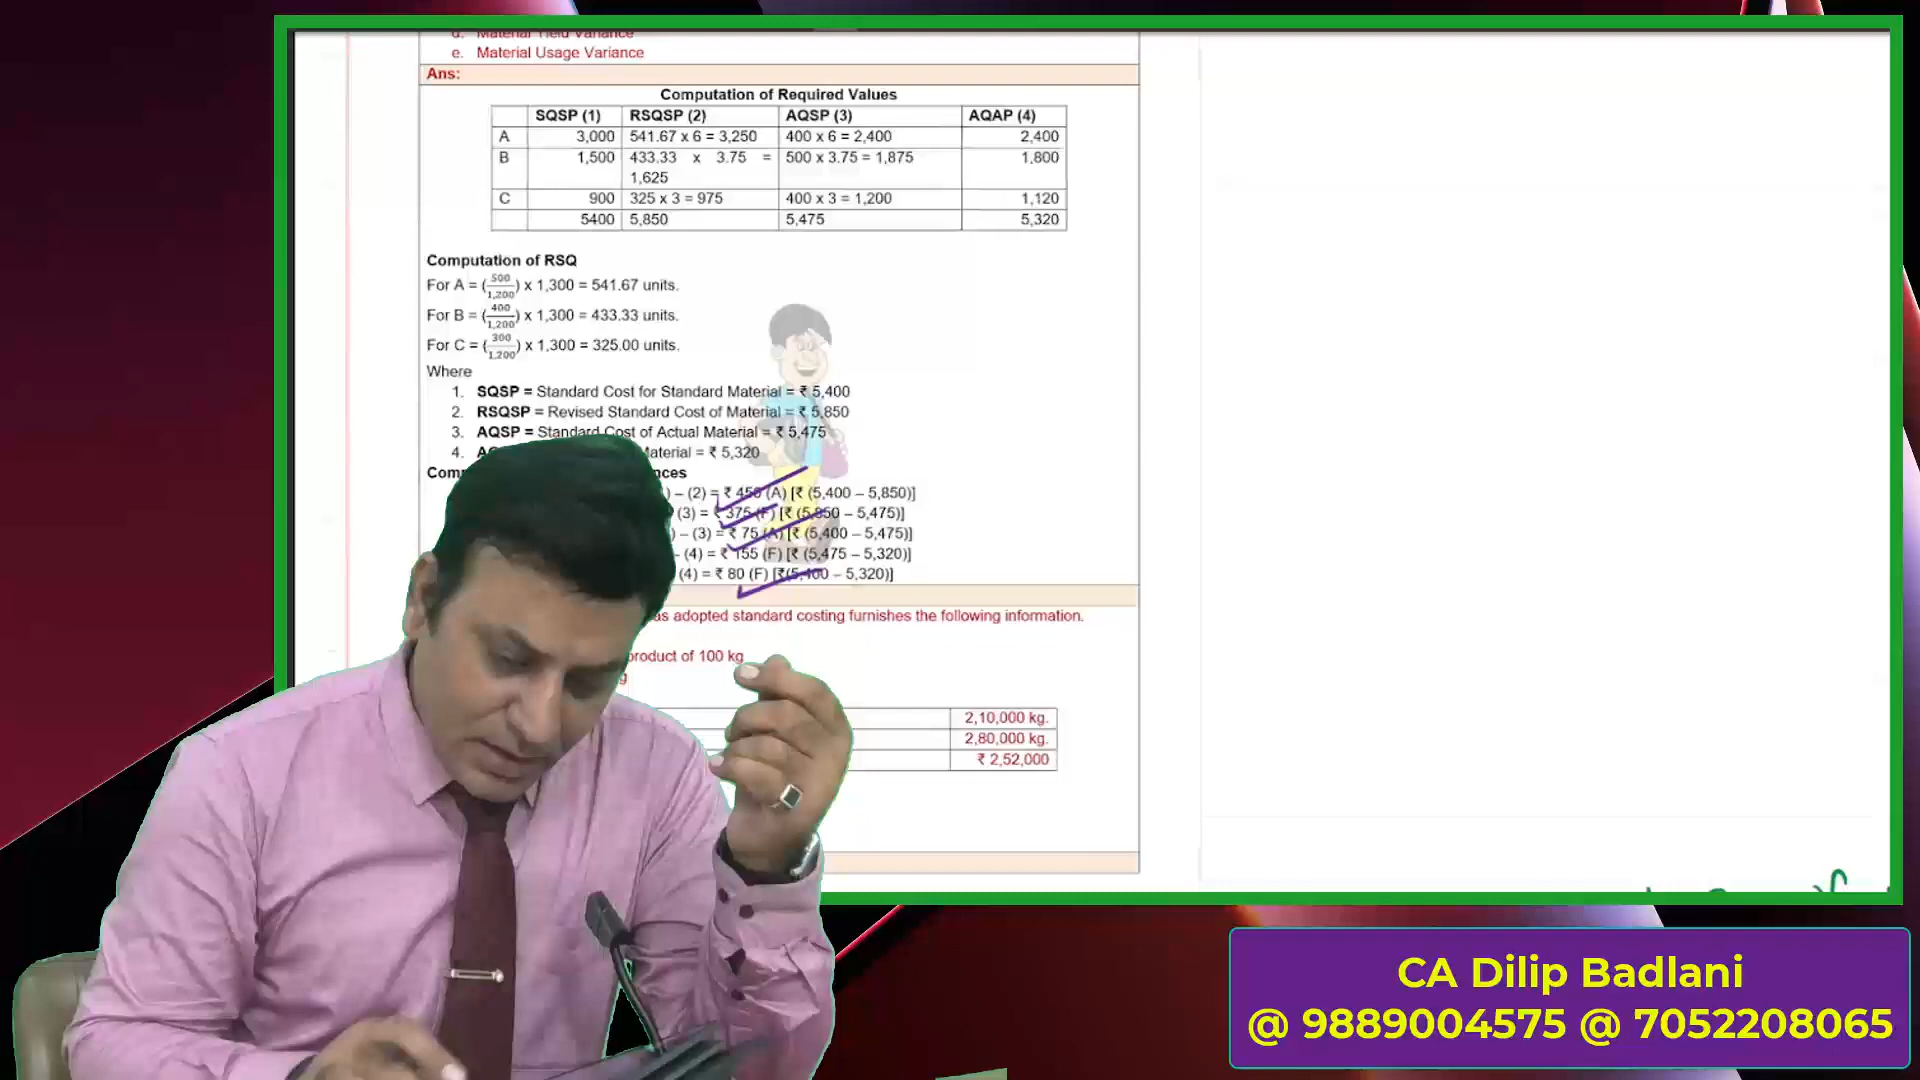 d. Material Yield Variance
e. Material Usage Variance
Ans:
Computation of Required Values
SQSP (1) RSQSP (2) AQSP (3) AQAP (4)
A 3,000 541.67 x 6 = 3,250 400 x 6 = 2,400 2,400
B 1,500 433.33 x 3.75 = 500 x 3.75 = 1,875 1,800
1,625
C 900 325 x 3 = 975 400 x 3 = 1,200 1,120
5400 5,850 5,475 5,320
Computation of RSQ
For A = (500/1,200) x 1,300 = 541.67 units.
For B = (400/1,200) x 1,300 = 433.33 units.
For C = (300/1,200) x 1,300 = 325.00 units.
Where
1. SQSP = Standard Cost for Standard Material = ₹ 5,400
2. RSQSP = Revised Standard Cost of Material = ₹ 5,850
3. AQSP = Standard Cost of Actual Material = ₹ 5,475
4. Material = ₹ 5,320
) – (2) = ₹ 450 (A) [₹ (5,400 – 5,850)]
(3) = ₹ 375 (F) [₹ (5,850 – 5,475)]
) – (3) = ₹ 75 (A) [₹ (5,400 – 5,475)]
- (4) = ₹ 155 (F) [₹ (5,475 – 5,320)]
(4) = ₹ 80 (F) [₹(5,400 – 5,320)]
as adopted standard costing furnishes the following information.
product of 100 kg
2,10,000 kg.
2,80,000 kg.
₹ 2,52,000
CA Dilip Badlani
@ 9889004575 @ 7052208065